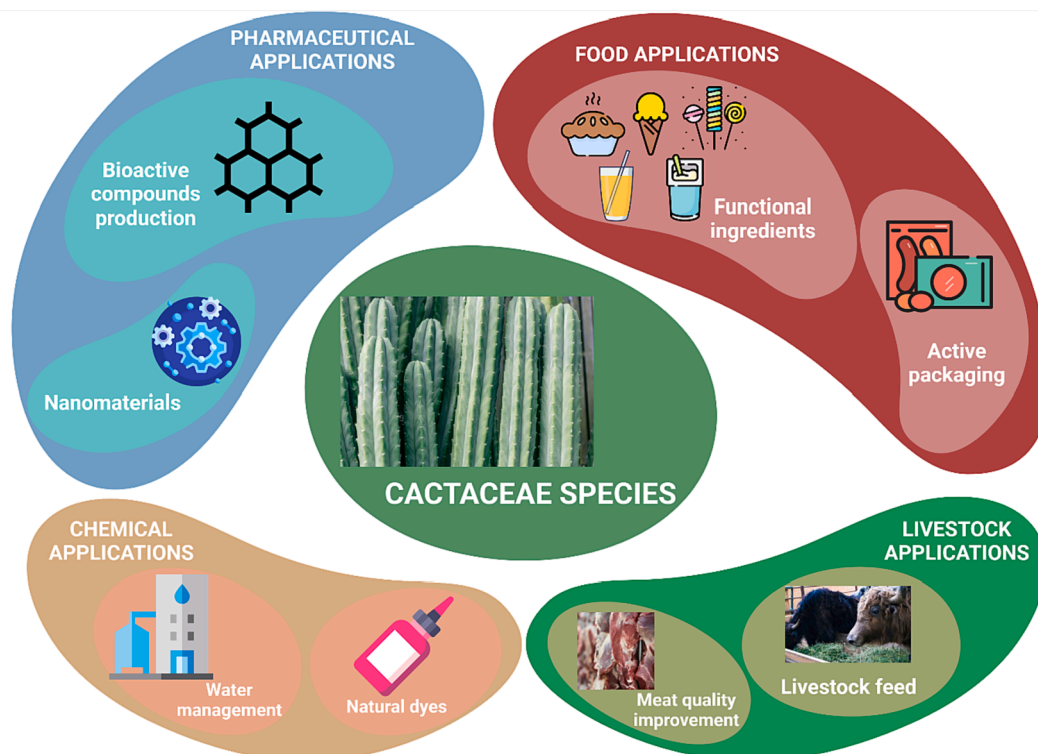 PHARMACEUTICAL
APPLICATIONS
Bioactive
compounds
production
Nanomaterials
FOOD APPLICATIONS
Functional
ingredients
Active
packaging
CACTACEAE SPECIES
CHEMICAL
APPLICATIONS
Water
management
Natural dyes
LIVESTOCK
APPLICATIONS
Meat quality
improvement
Livestock feed